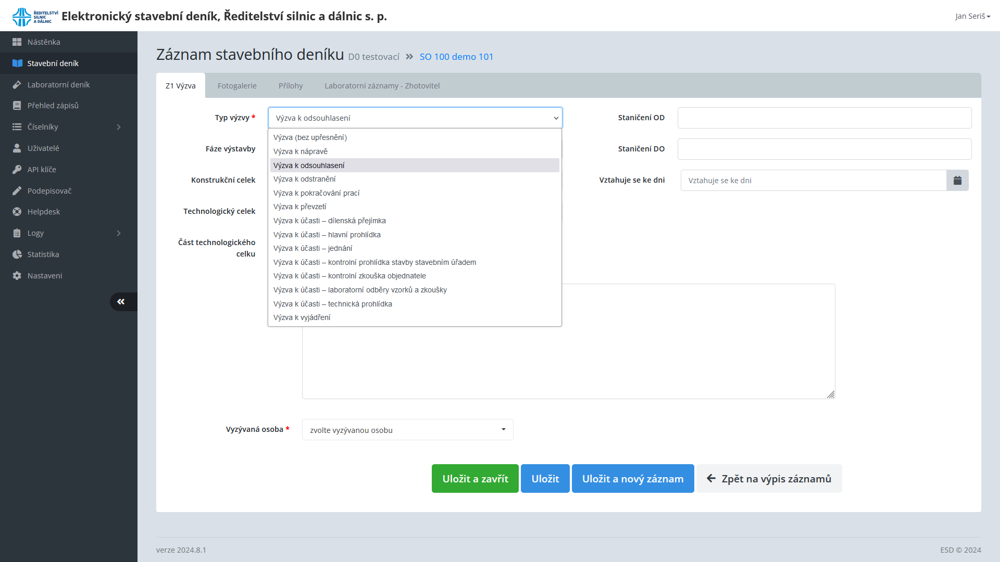 ŘEDITELSTVÍ
SILNIC
A DÁLNIC
Elektronický stavební deník, Ředitelství silnic a dálnic s. p.
Jan Seriš
Nástěnka
Stavební deník
Laboratorní deník
Přehled zápisů
Číselníky
Uživatelé
API klíče
Podepisovač
Helpdesk
Logy
Statistika
Nastaveni
Záznam stavebního deníku D0 testovací » SO 100 demo 101
Z1 Výzva
Fotogalerie
Přílohy
Laboratorní záznamy - Zhotovitel
Typ výzvy *
Výzva k odsouhlasení
Výzva (bez upřesnění)
Výzva k nápravě
Výzva k odsouhlasení
Výzva k odstranění
Výzva k pokračování prací
Výzva k převzetí
Výzva k účasti – dílenská přejímka
Výzva k účasti – hlavní prohlídka
Výzva k účasti – jednání
Výzva k účasti – kontrolní prohlídka stavby stavebním úřadem
Výzva k účasti – kontrolní zkouška objednatele
Výzva k účasti – laboratorní odběry vzorků a zkoušky
Výzva k účasti – technická prohlídka
Výzva k vyjádření
Fáze výstavby
Konstrukční celek
Technologický celek
Část technologického
celku
Staničení OD
Staničení DO
Vztahuje se ke dni
Vztahuje se ke dni
Vyzývaná osoba *
zvolte vyzývanou osobu
Uložit a zavřít
Uložit
Uložit a nový záznam
Zpět na výpis záznamů
verze 2024.8.1
ESD © 2024